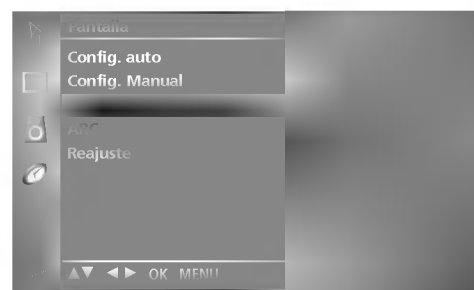 Pantalla
Config. auto
Config. Manual
ARC
Reajuste
▲▼ ◀▶ OK MENU